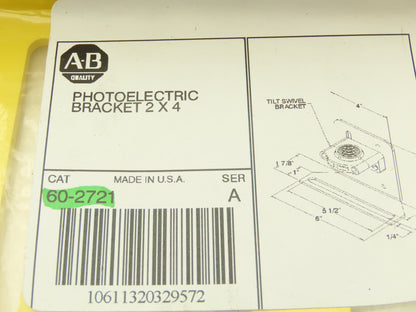 A-B
QUALITY
PHOTOELECTRIC
BRACKET 2 X 4
CAT
MADE IN U.S.A.
SER
60-2721
A
10611320329572
TILT SWIVEL
BRACKET
4"
1 7/8"
1"
5 1/2"
6"
1/4"